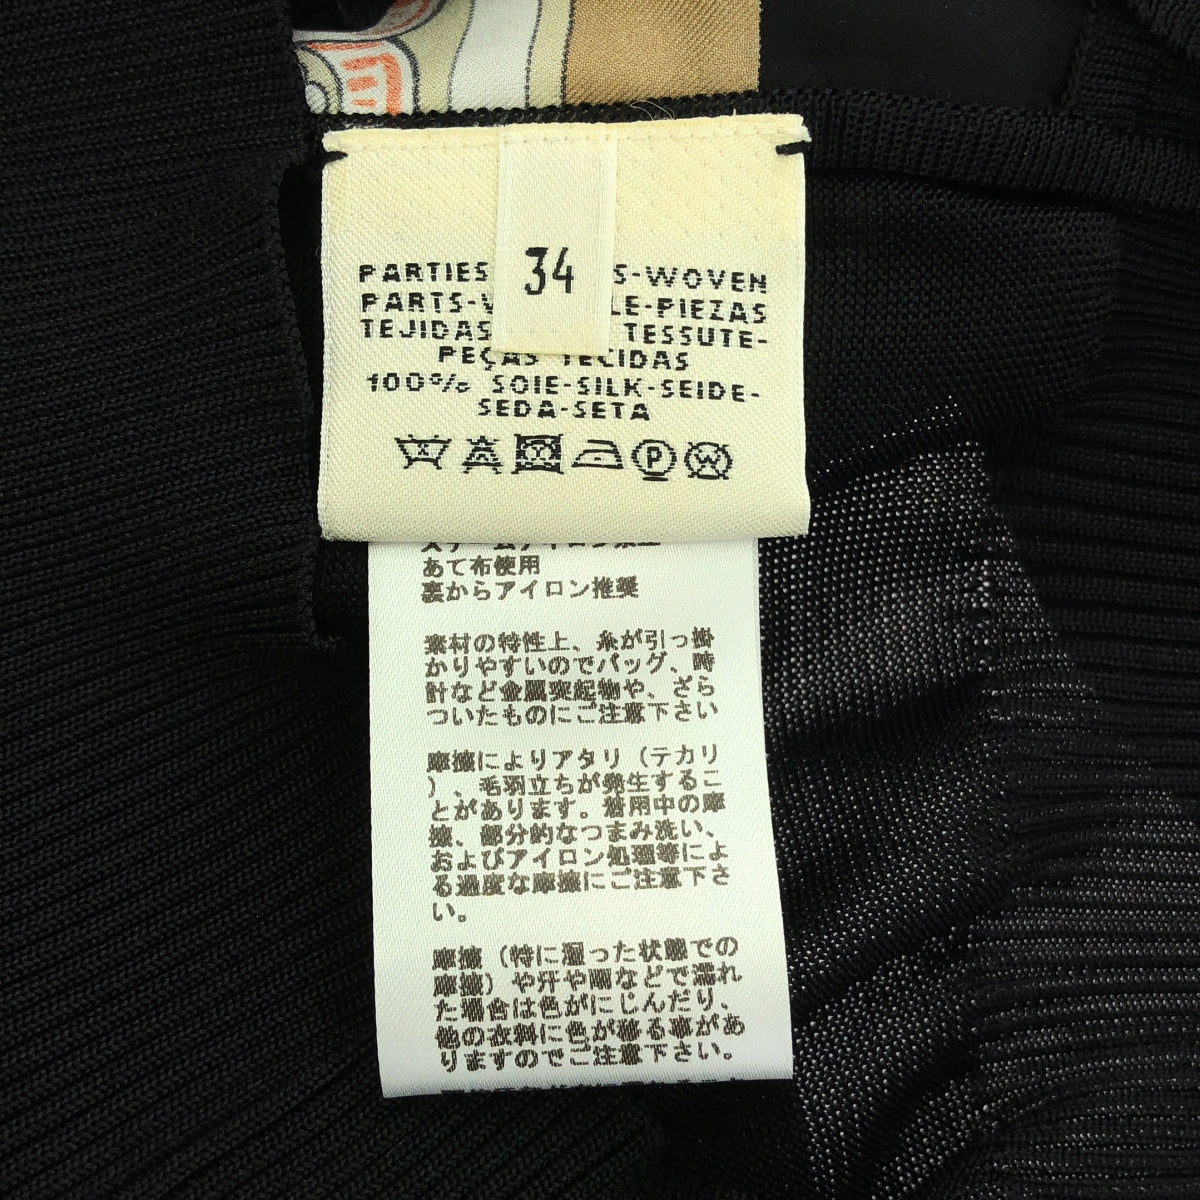 34
PARTIES S-WOVEN
PARTS- LE-PIEZAS
TEJIDAS TESSUTE-
PEÇAS TECIDAS
100% SOIE-SILK-SEIDE-
SEDA-SETA
P W
あて布使用
裏からアイロン推奨
素材の特性上、糸が引っ掛
かりやすいのでバッグ、時
計など金属突起物や、ざら
ついたものにご注意下さい
摩擦によりアタリ（テカリ
）、毛羽立ちが発生するこ
とがあります。着用中の摩
擦、部分的なつまみ洗い、
およびアイロン処理等によ
る過度な摩擦にご注意下さ
い。
摩擦（特に湿った状態での
摩擦）や汗や雨などで濡れ
た場合は色がにじんだり、
他の衣料に色が移る事があ
りますのでご注意下さい。